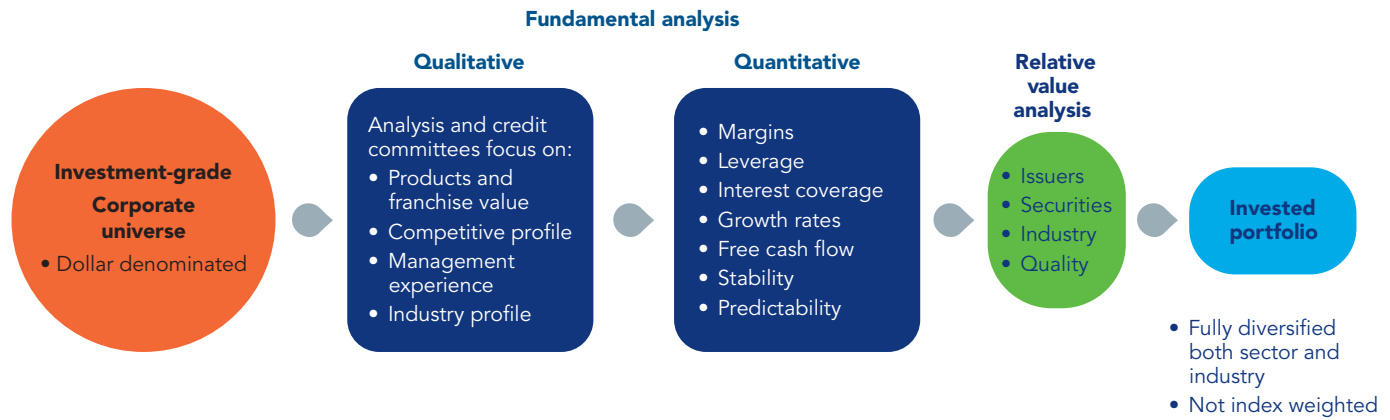 Fundamental analysis
Qualitative
Quantitative
Relative
value
analysis
Investment-grade
Corporate
universe
• Dollar denominated
Analysis and credit
committees focus on:
• Products and
franchise value
• Competitive profile
• Management
experience
• Industry profile
• Margins
• Leverage
• Interest coverage
• Growth rates
• Free cash flow
• Stability
• Predictability
• Issuers
• Securities
• Industry
• Quality
Invested
portfolio
• Fully diversified
both sector and
industry
• Not index weighted